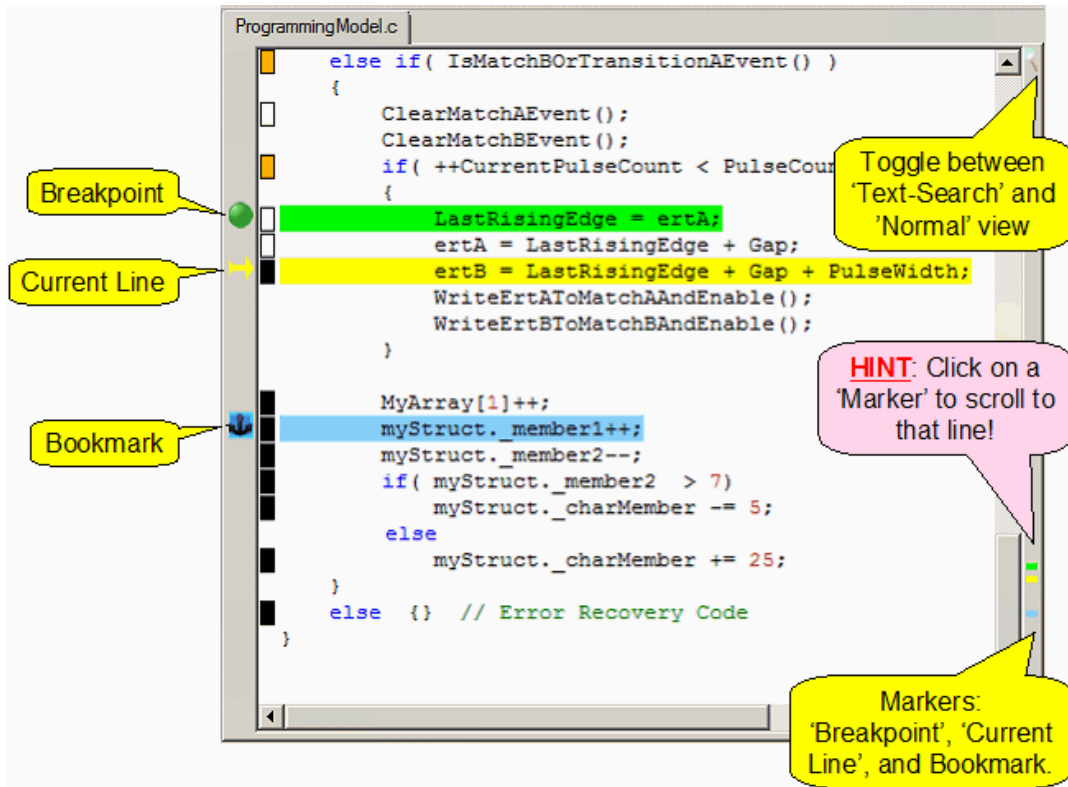 ProgrammingModel.c
else if( IsMatchBOrTransitionAEvent() )
{
ClearMatchAEvent();
ClearMatchBEvent();
if( ++CurrentPulseCount < PulseCoun
{
LastRisingEdge = ertA;
ertA = LastRisingEdge + Gap;
ertB = LastRisingEdge + Gap + PulseWidth;
WriteErtAToMatchAAndEnable();
WriteErtBToMatchBAndEnable();
}
MyArray[1]++;
myStruct._member1++;
myStruct._member2--;
if( myStruct._member2  > 7)
myStruct._charMember -= 5;
else
myStruct._charMember += 25;
}
else  {}  // Error Recovery Code
}
Breakpoint
Current Line
Bookmark
Toggle between
‘Text-Search’ and
’Normal’ view
HINT: Click on a
‘Marker’ to scroll to
that line!
Markers:
‘Breakpoint’, ‘Current
Line’, and Bookmark.